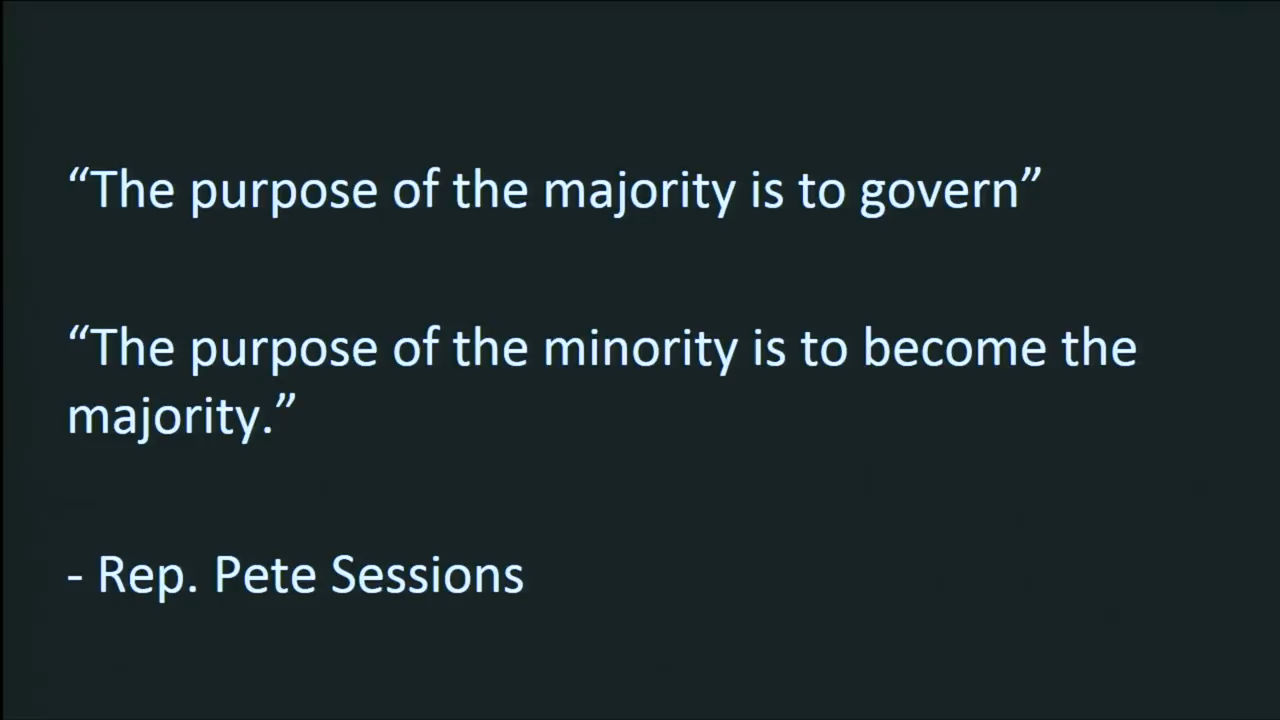 “The purpose of the majority is to govern”
“The purpose of the minority is to become the
majority.”
- Rep. Pete Sessions